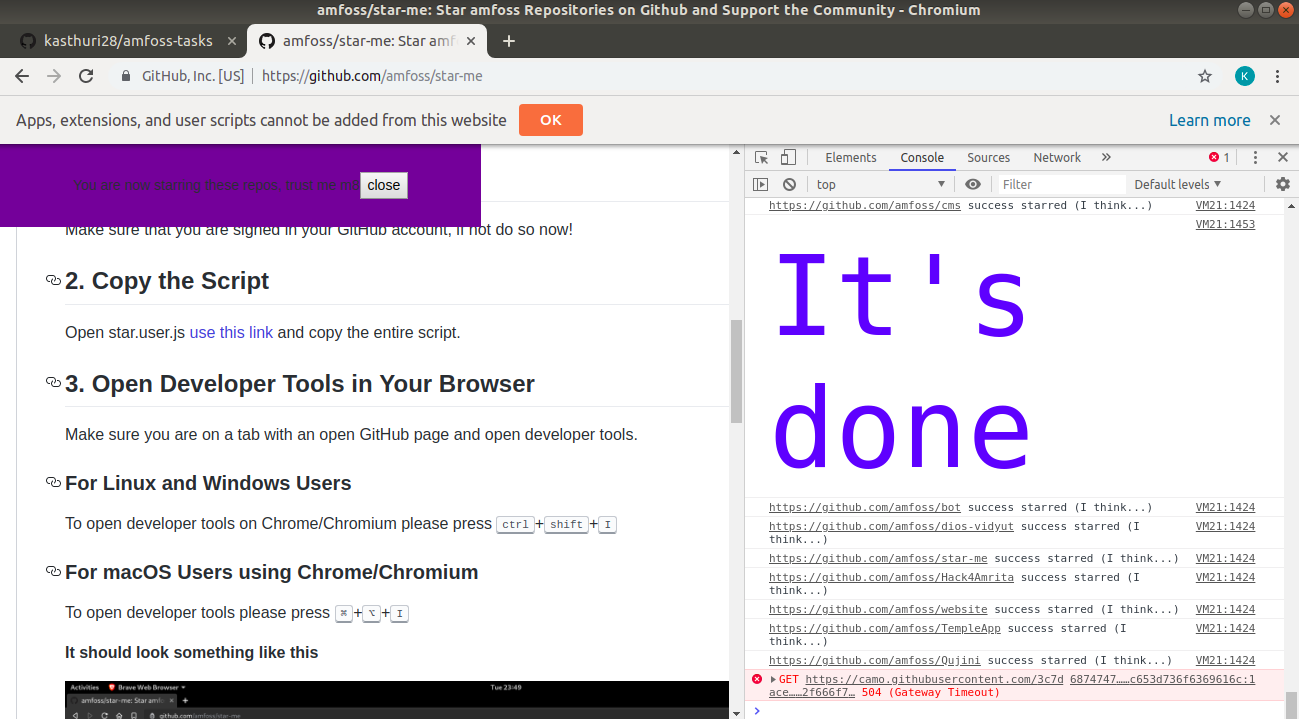 amfoss/star-me: Star amfoss Repositories on Github and Support the Community - Chromium
kasthuri28/amfoss-tasks
amfoss/star-me: Star amf
GitHub, Inc. [US]
https://github.com/amfoss/star-me
K
Apps, extensions, and user scripts cannot be added from this website
OK
Learn more
You are now starring these repos, trust me m8
close
Make sure that you are signed in your GitHub account, if not do so now!
2. Copy the Script
Open star.user.js use this link and copy the entire script.
3. Open Developer Tools in Your Browser
Make sure you are on a tab with an open GitHub page and open developer tools.
For Linux and Windows Users
To open developer tools on Chrome/Chromium please press ctrl+shift+I
For macOS Users using Chrome/Chromium
To open developer tools please press ⌘+⌥+I
It should look something like this
Activities Brave Web Browser Tue 23:49
amfoss/star-me: Star am
github.com/amfoss/star-me
Elements Console Sources Network 1
top Filter Default levels
https://github.com/amfoss/cms success starred (I think...) VM21:1424
VM21:1453
It's
done
https://github.com/amfoss/bot success starred (I think...) VM21:1424
https://github.com/amfoss/dios-vidyut success starred (I VM21:1424
think...)
https://github.com/amfoss/star-me success starred (I think...) VM21:1424
https://github.com/amfoss/Hack4Amrita success starred (I VM21:1424
think...)
https://github.com/amfoss/website success starred (I think...) VM21:1424
https://github.com/amfoss/TempleApp success starred (I VM21:1424
think...)
https://github.com/amfoss/Qujini success starred (I think...) VM21:1424
GET https://camo.githubusercontent.com/3c7d 6874747……c653d736f6369616c:1
ace……2f666f7… 504 (Gateway Timeout)